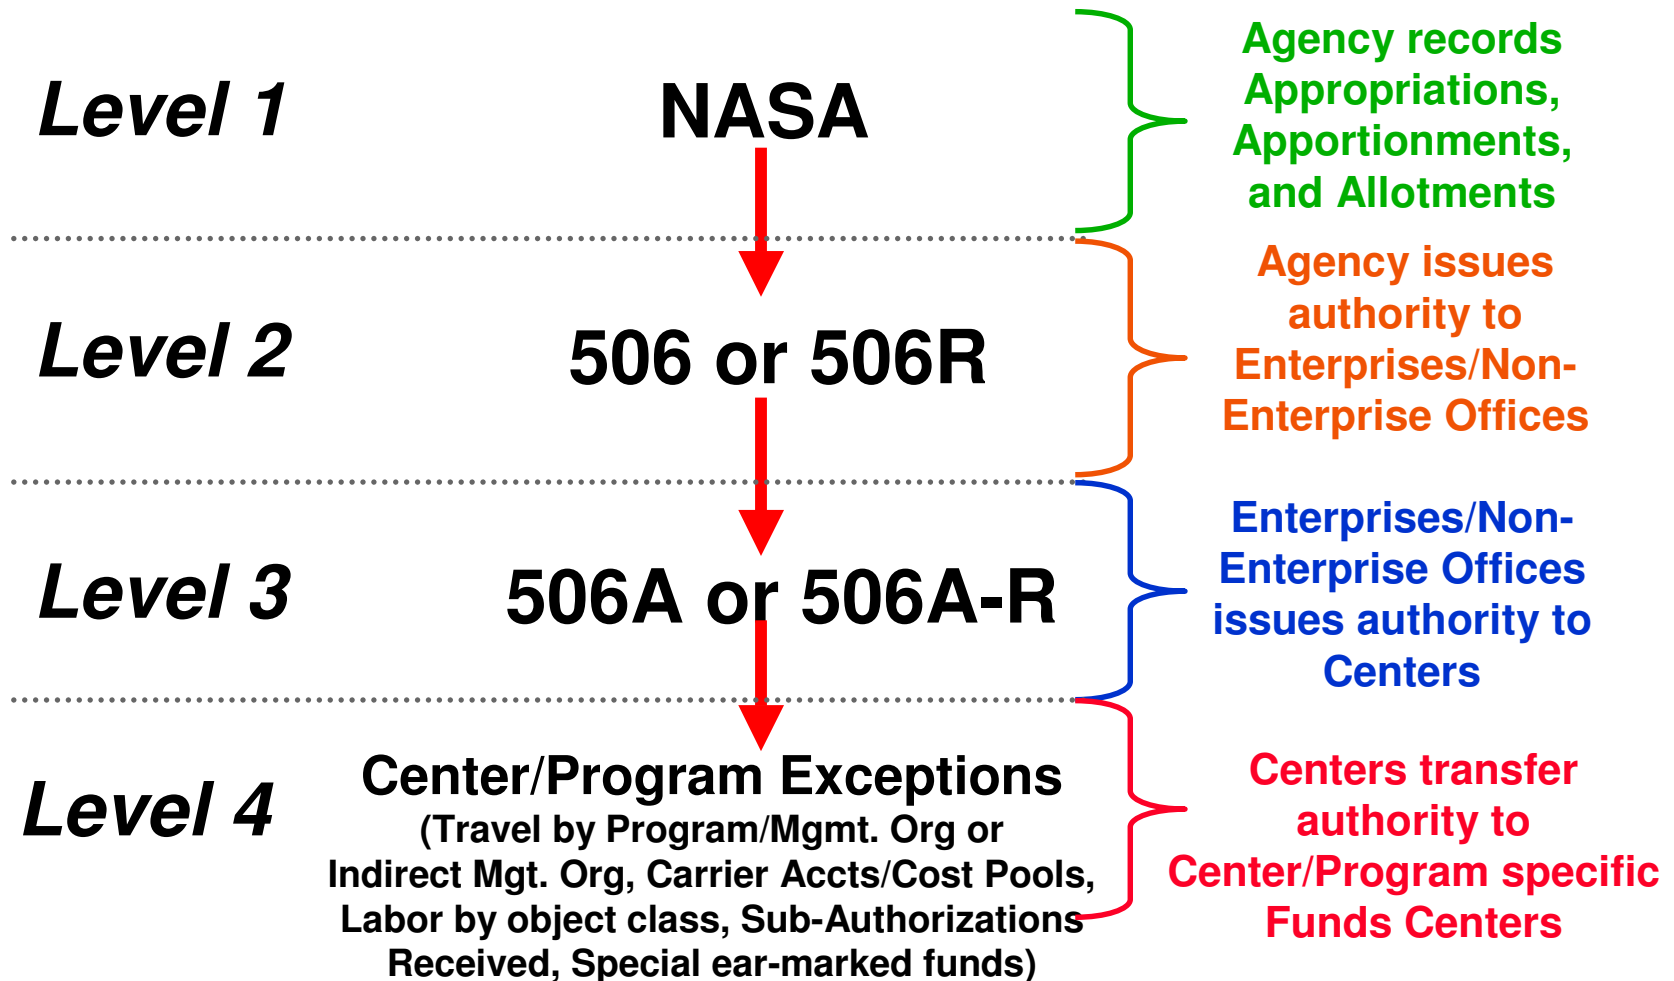 Level 1
NASA
Agency records
Appropriations,
Apportionments,
and Allotments
Level 2
506 or 506R
Agency issues
authority to
Enterprises/Non-
Enterprise Offices
Level 3
506A or 506A-R
Enterprises/Non-
Enterprise Offices
issues authority to
Centers
Level 4
Center/Program Exceptions
(Travel by Program/Mgmt. Org or
Indirect Mgt. Org, Carrier Accts/Cost Pools,
Labor by object class, Sub-Authorizations
Received, Special ear-marked funds)
Centers transfer
authority to
Center/Program specific
Funds Centers